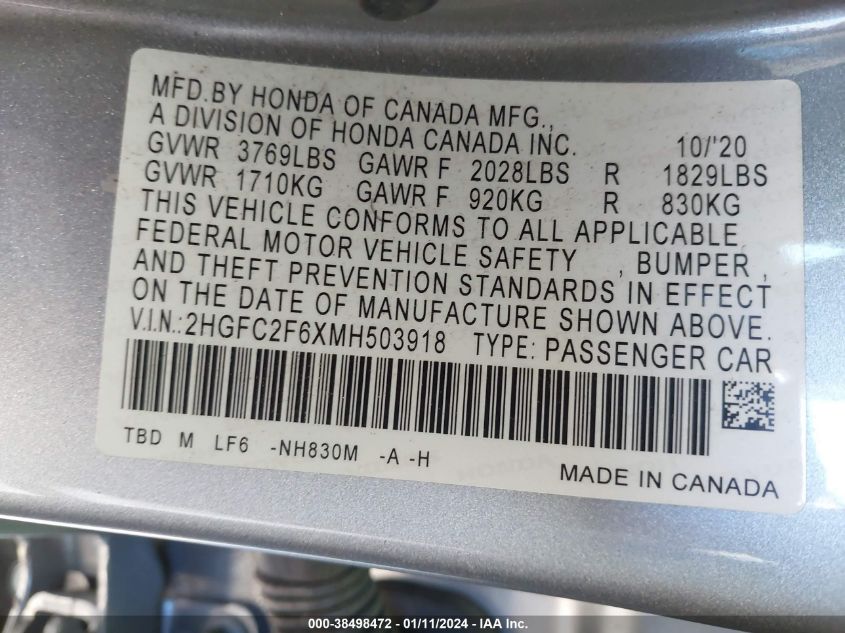 MFD.BY HONDA OF CANADA MFG.,
A DIVISION OF HONDA CANADA INC. 10/'20
GVWR 3769LBS GAWR F 2028LBS R 1829LBS
GVWR 1710KG GAWR F 920KG R 830KG
THIS VEHICLE CONFORMS TO ALL APPLICABLE
FEDERAL MOTOR VEHICLE SAFETY , BUMPER ,
AND THEFT PREVENTION STANDARDS IN EFFECT
ON THE DATE OF MANUFACTURE SHOWN ABOVE.
V.I.N.:2HGFC2F6XMH503918 TYPE: PASSENGER CAR
TBD M LF6 -NH830M -A -H
MADE IN CANADA
000-38498472 - 01/11/2024 - IAA Inc.